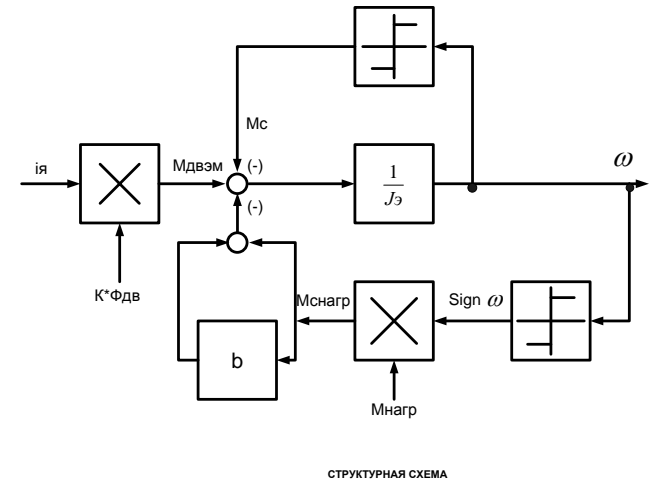 Мс
iя
Мдвэм
(-)
1
Jэ
ω
(-)
К*Фдв
Мснагр
Sign ω
b
Мнагр
СТРУКТУРНАЯ СХЕМА